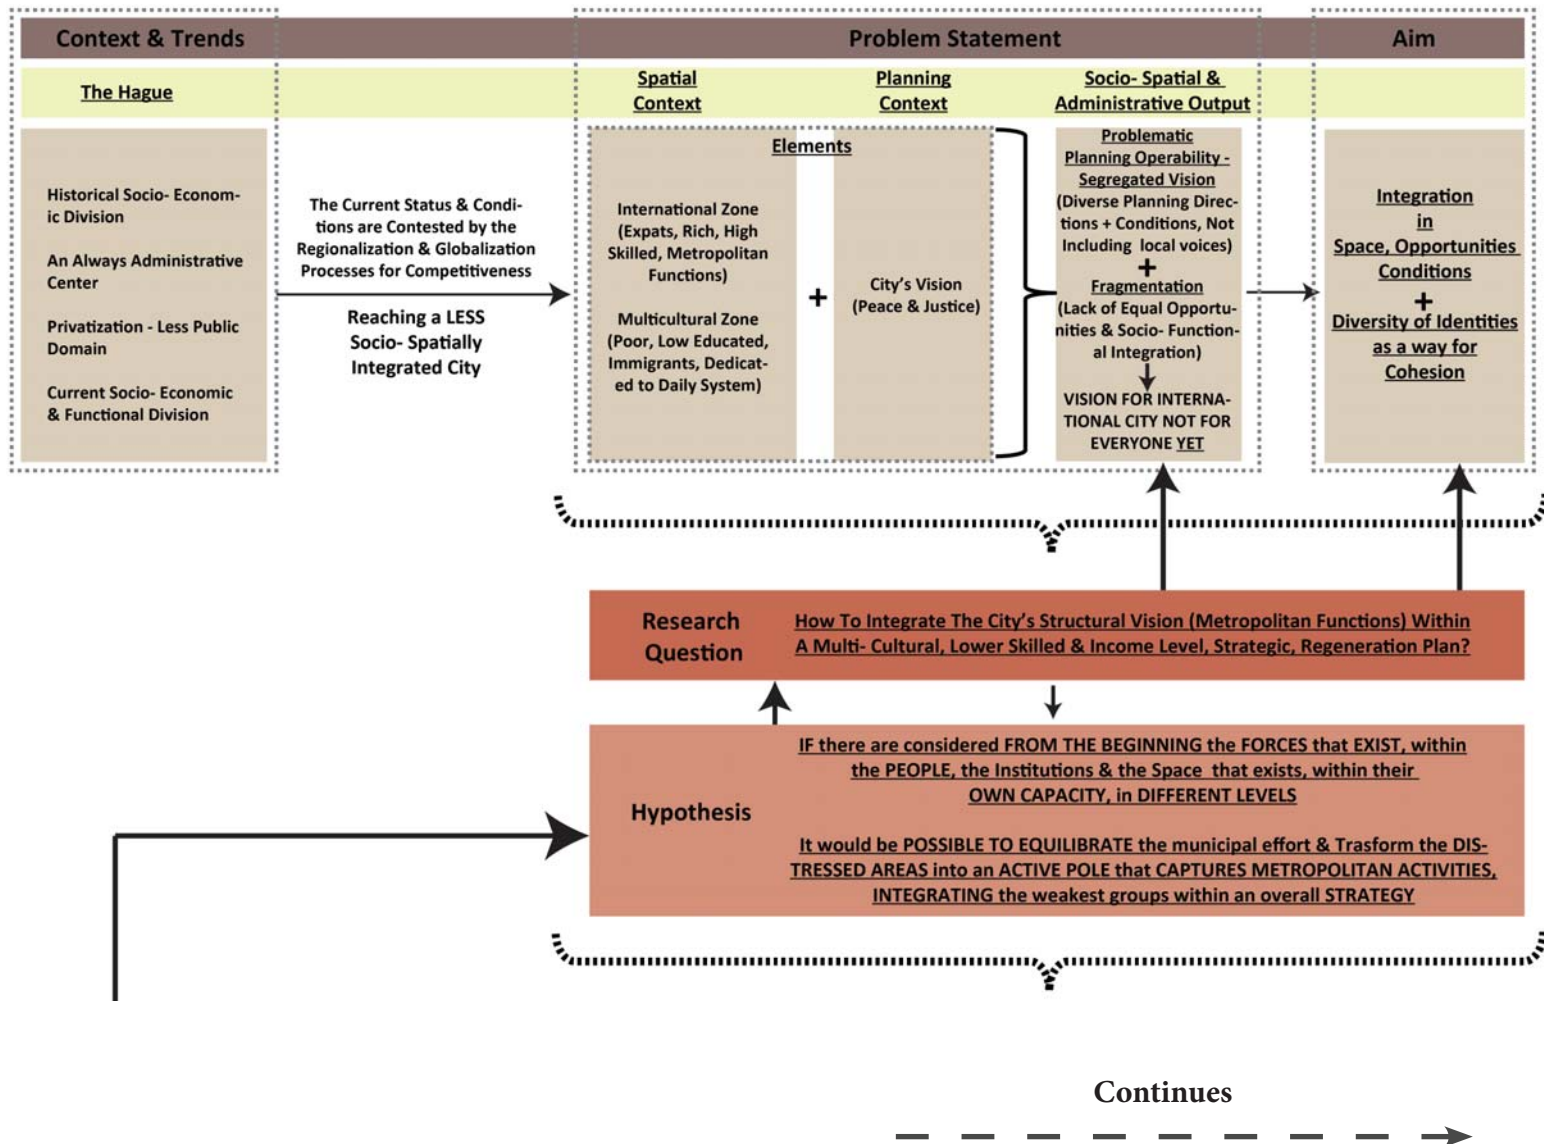 Context & Trends
Problem Statement
Aim
The Hague
Spatial
Context
Planning
Context
Socio- Spatial &
Administrative Output
Historical Socio- Econom-
ic Division
An Always Administrative
Center
Privatization - Less Public
Domain
Current Socio- Economic
& Functional Division
The Current Status & Condi-
tions are Contested by the
Regionalization & Globalization
Processes for Competitiveness
Reaching a LESS
Socio- Spatially
Integrated City
Elements
International Zone
(Expats, Rich, High
Skilled, Metropolitan
Functions)
Multicultural Zone
(Poor, Low Educated,
Immigrants, Dedicat-
ed to Daily System)
+
City's Vision
(Peace & Justice)
Problematic
Planning Operability -
Segregated Vision
(Diverse Planning Direc-
tions + Conditions, Not
Including local voices)
+
Fragmentation
(Lack of Equal Opportu-
nities & Socio- Function-
al Integration)
VISION FOR INTERNA-
TIONAL CITY NOT FOR
EVERYONE YET
Integration
in
Space, Opportunities
Conditions
+
Diversity of Identities
as a way for
Cohesion
Research
Question
How To Integrate The City's Structural Vision (Metropolitan Functions) Within
A Multi- Cultural, Lower Skilled & Income Level, Strategic, Regeneration Plan?
Hypothesis
IF there are considered FROM THE BEGINNING the FORCES that EXIST, within
the PEOPLE, the Institutions & the Space that exists, within their
OWN CAPACITY, in DIFFERENT LEVELS
It would be POSSIBLE TO EQUILIBRATE the municipal effort & Trasform the DIS-
TRESSED AREAS into an ACTIVE POLE that CAPTURES METROPOLITAN ACTIVITIES,
INTEGRATING the weakest groups within an overall STRATEGY
Continues